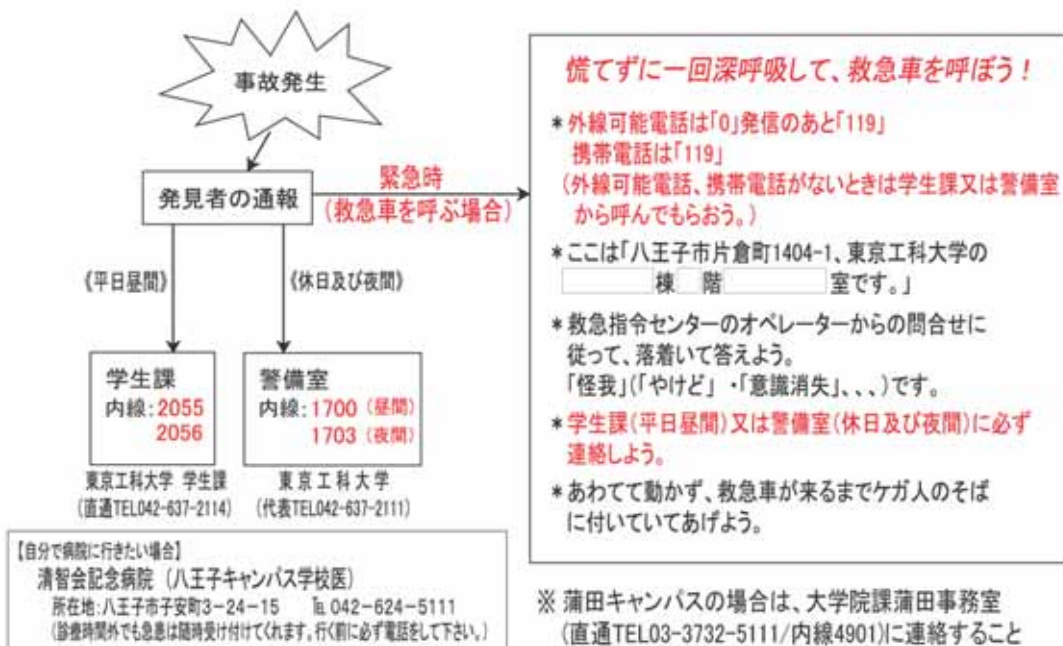 事故発生
発見者の通報
緊急時
(救急車を呼ぶ場合)
《平日昼間》
《休日及び夜間》
学生課
内線:2055
2056
東京工科大学 学生課
(直通TEL042-637-2114)
警備室
内線:1700(昼間)
1703(夜間)
東京工科大学
(代表TEL042-637-2111)
【自分で病院に行きたい場合】
清智会記念病院(八王子キャンパス学校医)
所在地:八王子市子安町3-24-15 ℡042-624-5111
(診療時間外でも急患は随時受け付けてくれます。行く前に必ず電話をして下さい。)
慌てずに一回深呼吸して、救急車を呼ぼう!
*外線可能電話は「0」発信のあと「119」
携帯電話は「119」
(外線可能電話、携帯電話がないときは学生課又は警備室
から呼んでもらおう。)
*ここは「八王子市片倉町1404-1、東京工科大学の
棟 階 室です。」
*救急指令センターのオペレーターからの問合せに
従って、落着いて答えよう。
「怪我」(「やけど」・「意識消失」、、、)です。
*学生課(平日昼間)又は警備室(休日及び夜間)に必ず
連絡しよう。
*あわてて動かず、救急車が来るまでケガ人のそば
に付いていてあげよう。
※ 蒲田キャンパスの場合は、大学院課蒲田事務室
(直通TEL03-3732-5111/内線4901)に連絡すること